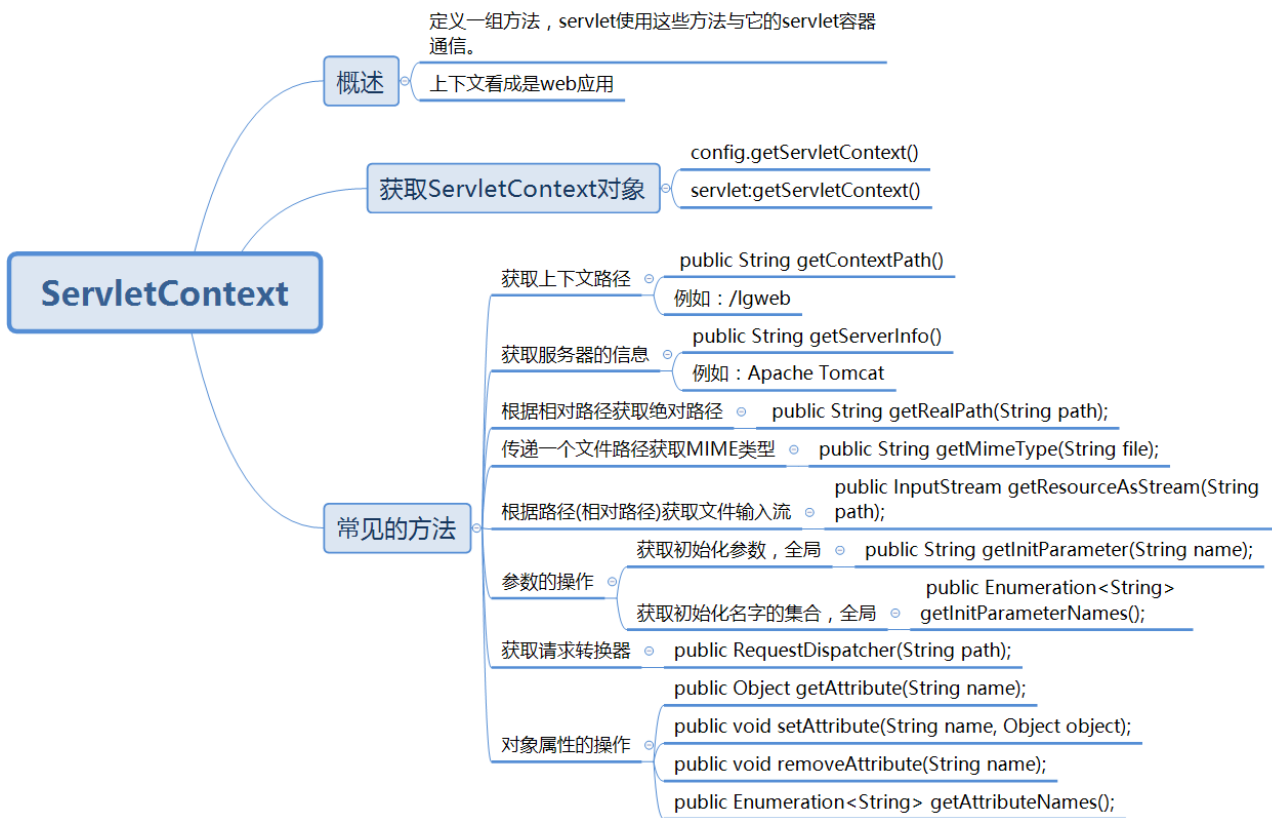 定义一组方法，servlet使用这些方法与它的servlet容器
通信。
概述
上下文看成是web应用
config.getServletContext()
获取ServletContext对象
servlet:getServletContext()
ServletContext
public String getContextPath()
获取上下文路径
例如：/lgweb
public String getServerInfo()
获取服务器的信息
例如：Apache Tomcat
根据相对路径获取绝对路径
public String getRealPath(String path);
传递一个文件路径获取MIME类型
public String getMimeType(String file);
public InputStream getResourceAsStream(String
path);
根据路径(相对路径)获取文件输入流
常见的方法
获取初始化参数，全局
public String getInitParameter(String name);
参数的操作
public Enumeration<String>
getInitParameterNames();
获取初始化名字的集合，全局
获取请求转换器
public RequestDispatcher(String path);
public Object getAttribute(String name);
public void setAttribute(String name, Object object);
对象属性的操作
public void removeAttribute(String name);
public Enumeration<String> getAttributeNames();